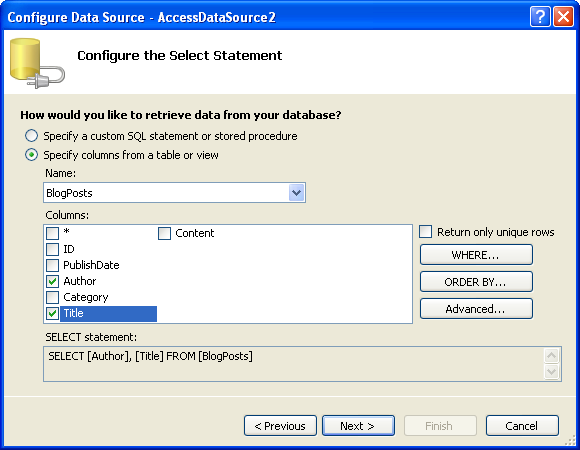 Configure Data Source - AccessDataSource2
Configure the Select Statement
How would you like to retrieve data from your database?
Specify a custom SQL statement or stored procedure
Specify columns from a table or view
Name:
BlogPosts
Columns:
*
Content
Return only unique rows
ID
WHERE...
PublishDate
Author
ORDER BY...
Category
Title
Advanced...
SELECT statement:
SELECT [Author], [Title] FROM [BlogPosts]
< Previous
Next >
Finish
Cancel